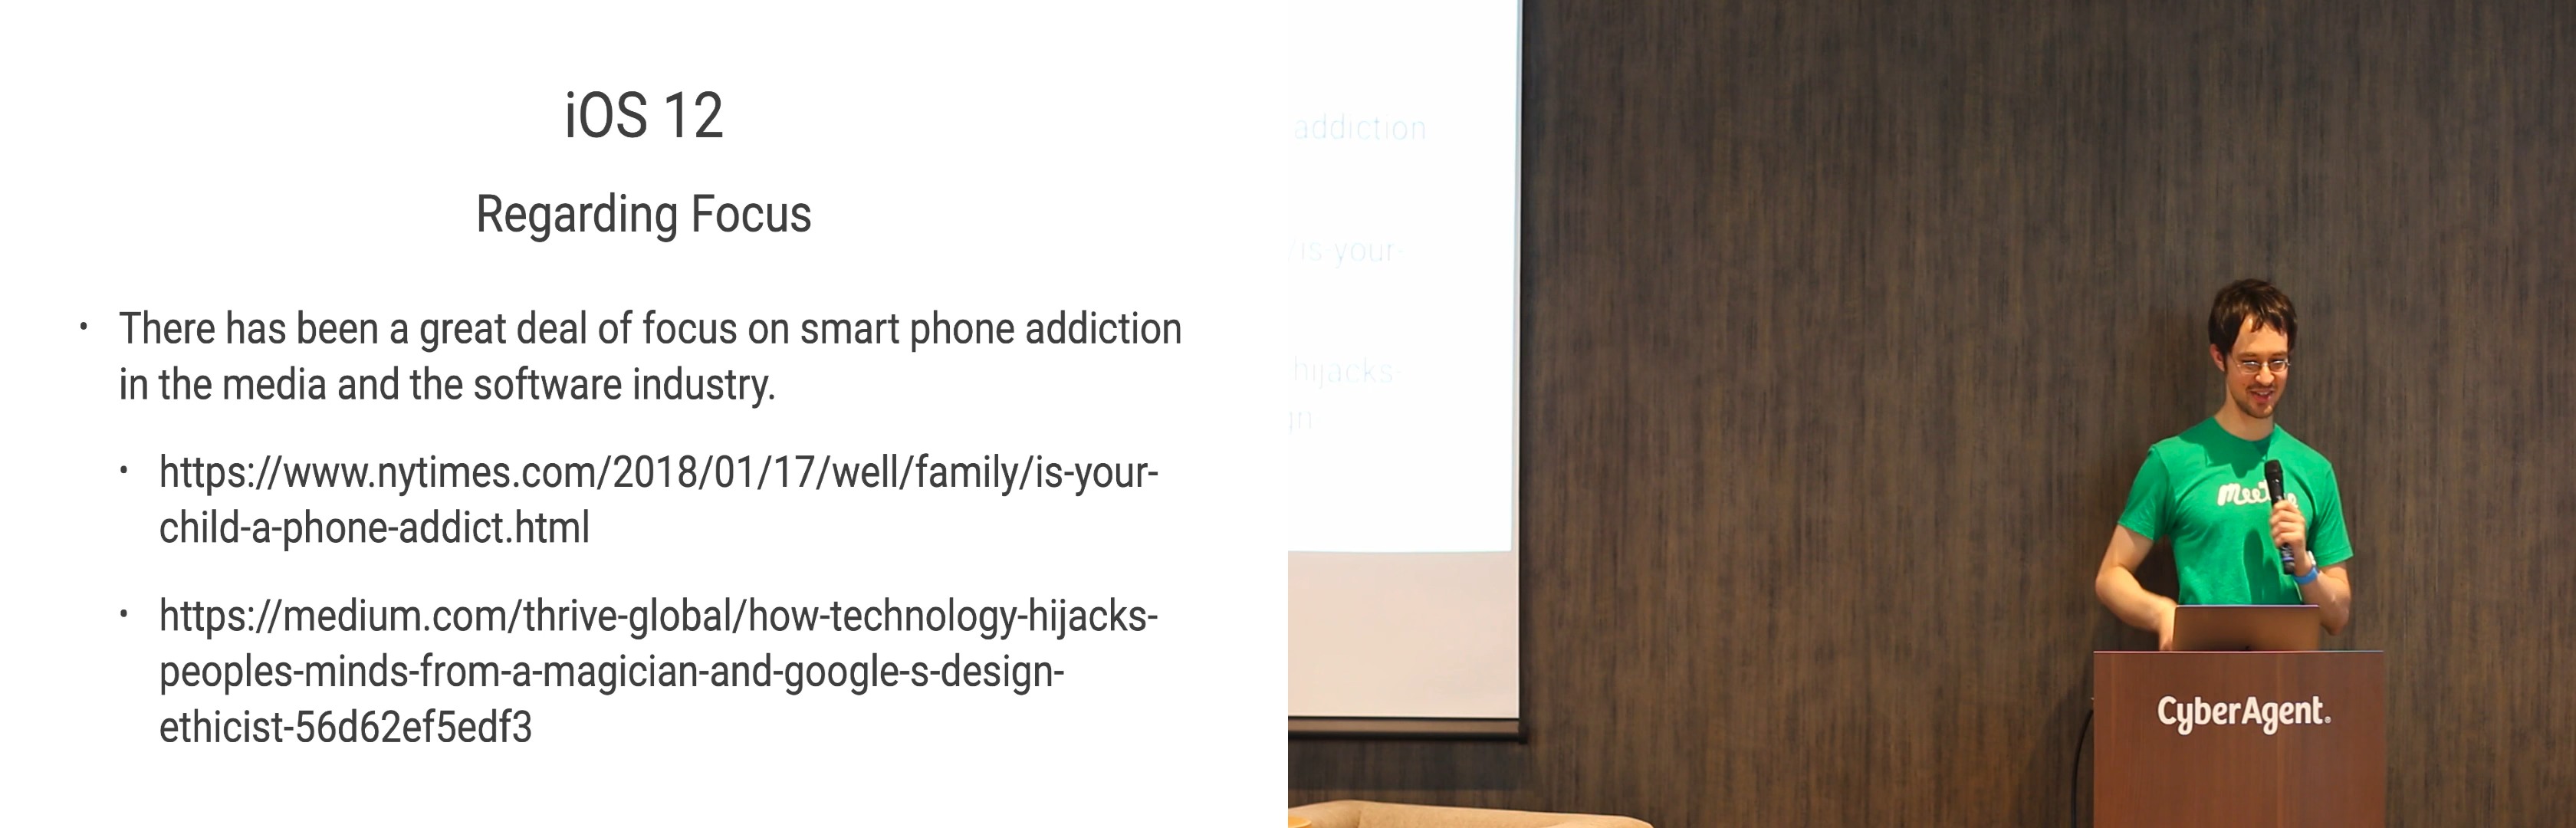 iOS 12
Regarding Focus
• There has been a great deal of focus on smart phone addiction
in the media and the software industry.
• https://www.nytimes.com/2018/01/17/well/family/is-your-
child-a-phone-addict.html
• https://medium.com/thrive-global/how-technology-hijacks-
peoples-minds-from-a-magician-and-google-s-design-
ethicist-56d62ef5edf3
addiction
/is-your-
hijacks-
gn
CyberAgent.